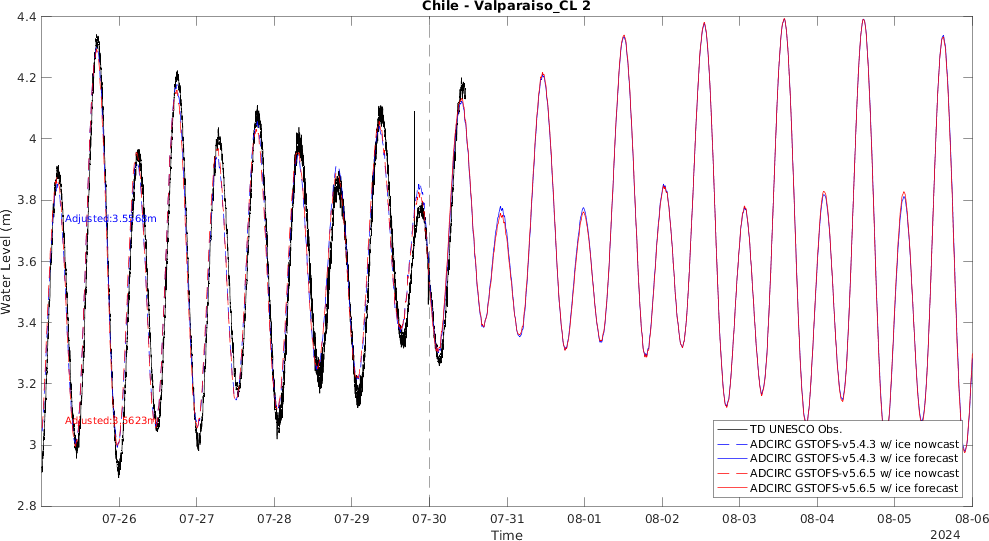 Chile - Valparaiso_CL 2
Water Level (m)
4.4
4.2
4
3.8
3.6
3.4
3.2
3
2.8
Adjusted:3.5568m
Adjusted:3.5623m
TD UNESCO Obs.
ADCIRC GSTOFS-v5.4.3 w/ ice nowcast
ADCIRC GSTOFS-v5.4.3 w/ ice forecast
ADCIRC GSTOFS-v5.6.5 w/ ice nowcast
ADCIRC GSTOFS-v5.6.5 w/ ice forecast
07-26 07-27 07-28 07-29 07-30 07-31 08-01 08-02 08-03 08-04 08-05 08-06
Time
2024